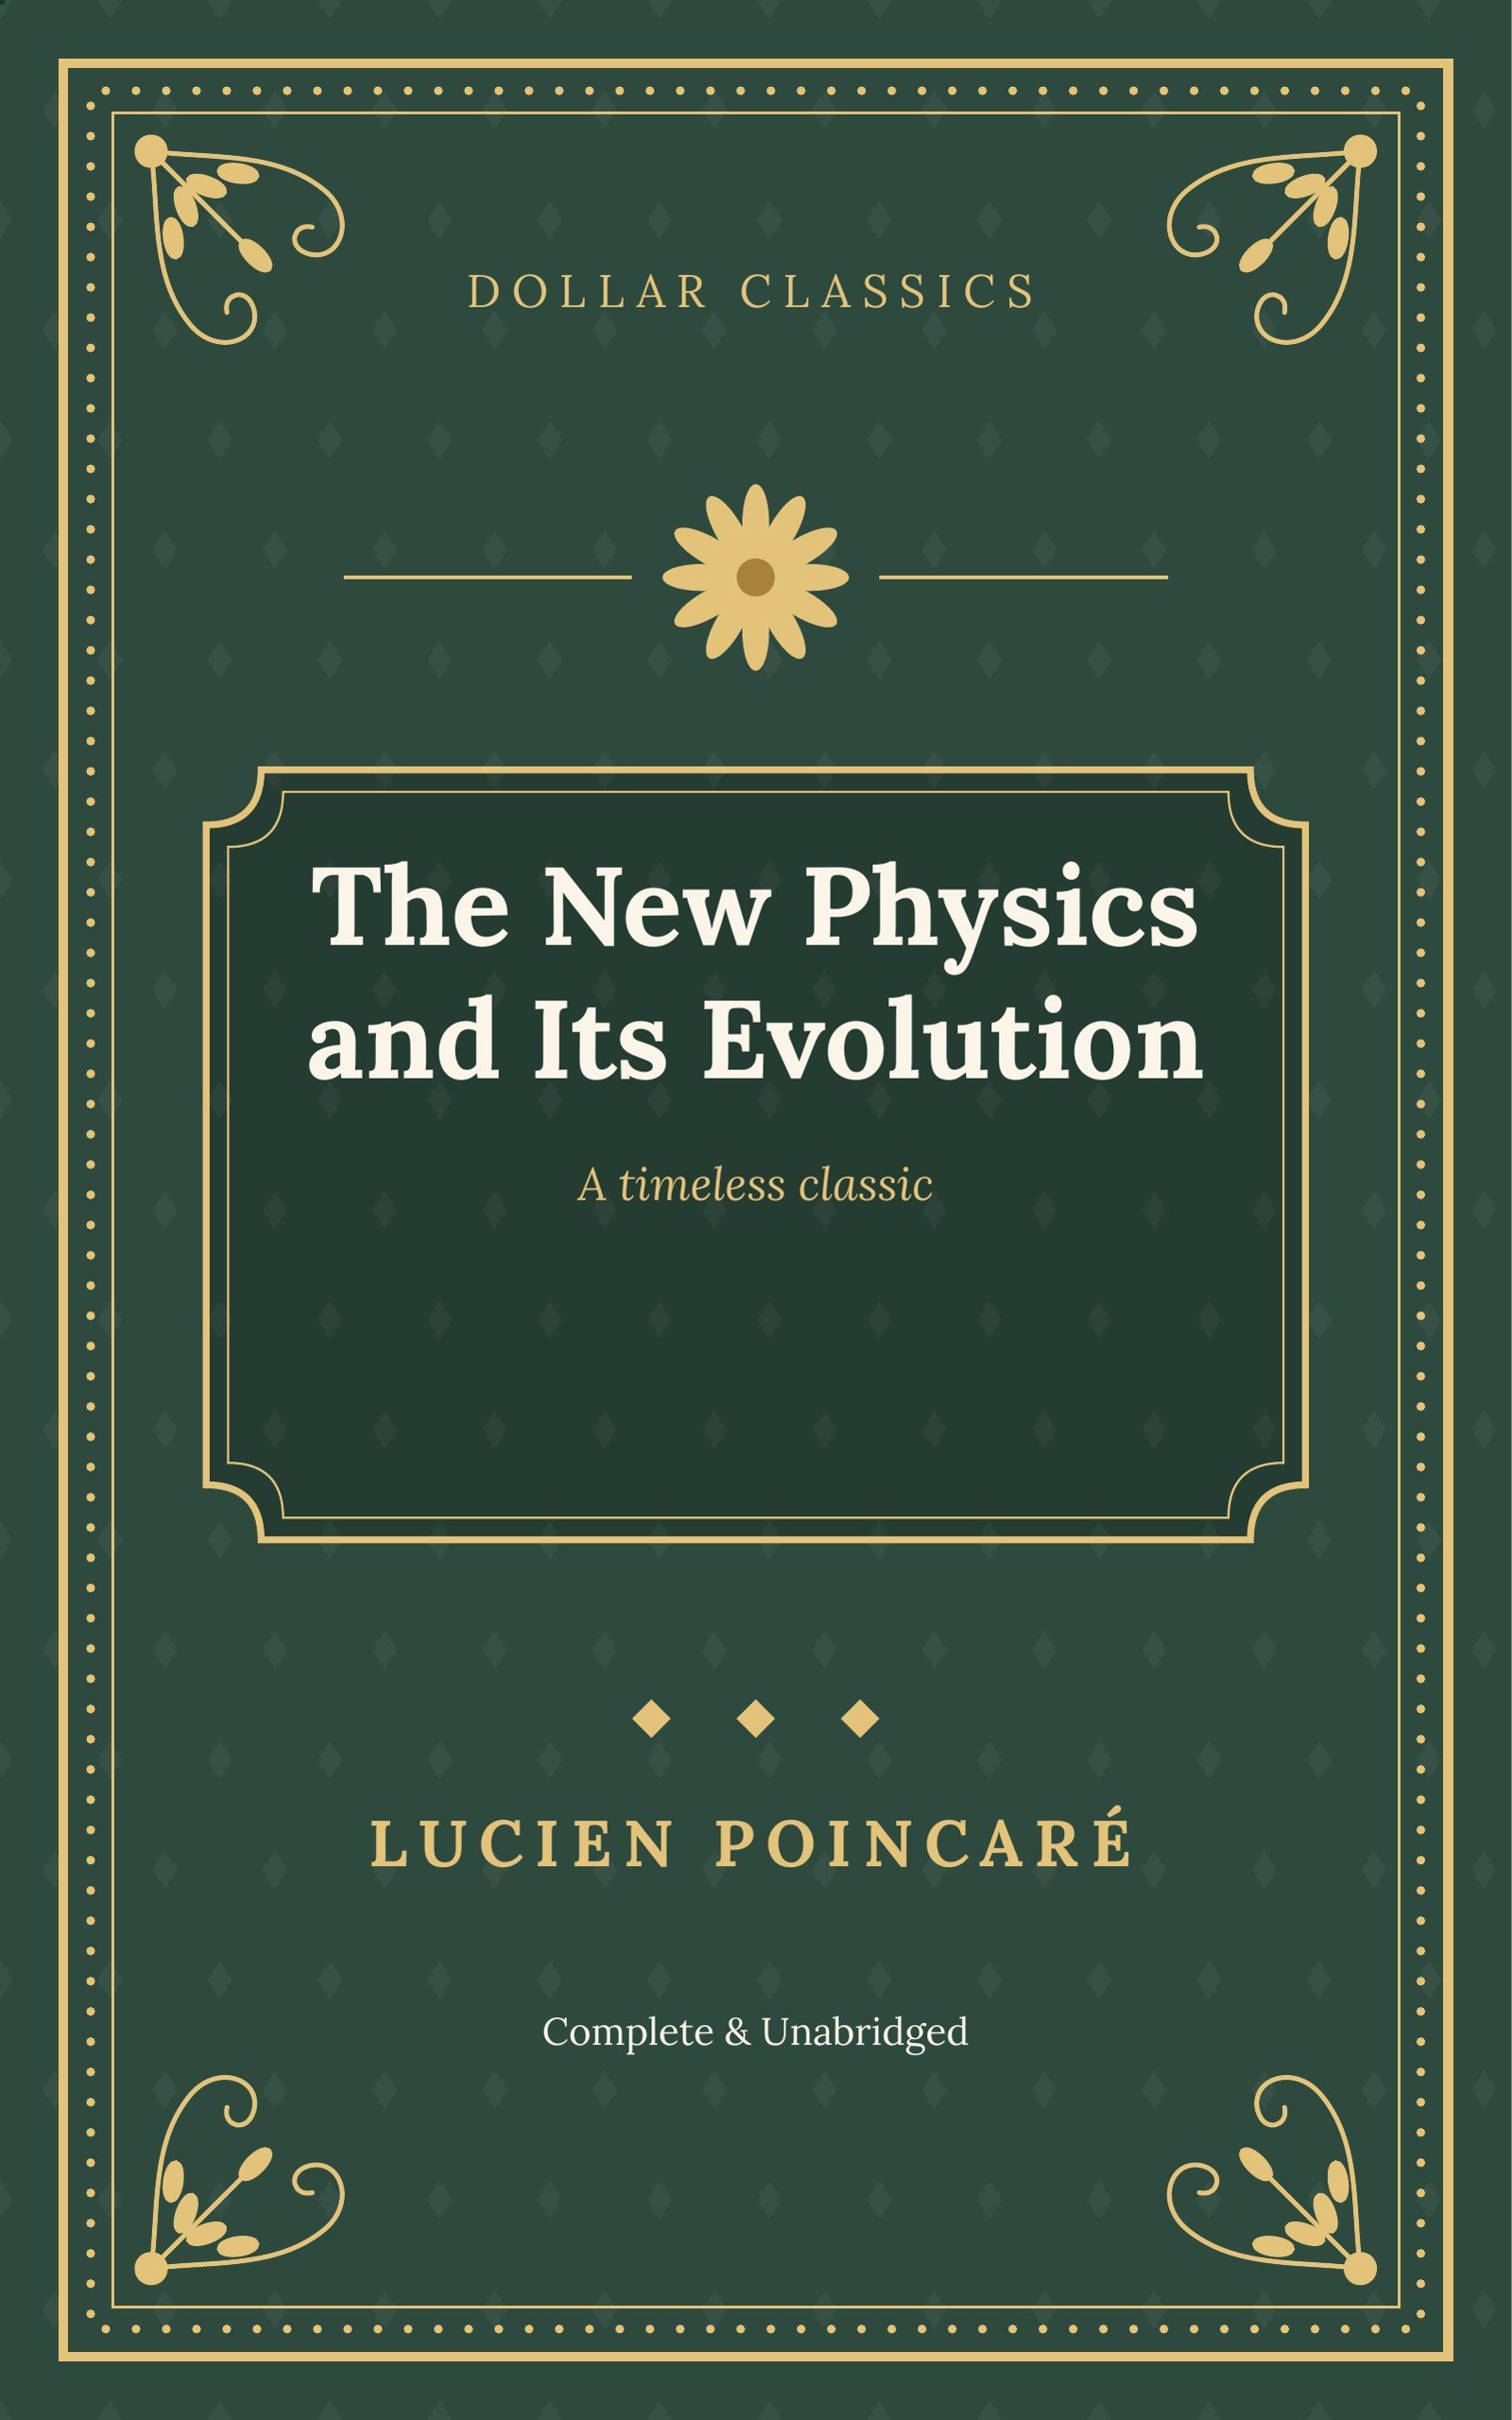 DOLLAR CLASSICS
The New Physics
and Its Evolution
A timeless classic
LUCIEN POINCARÉ
Complete & Unabridged